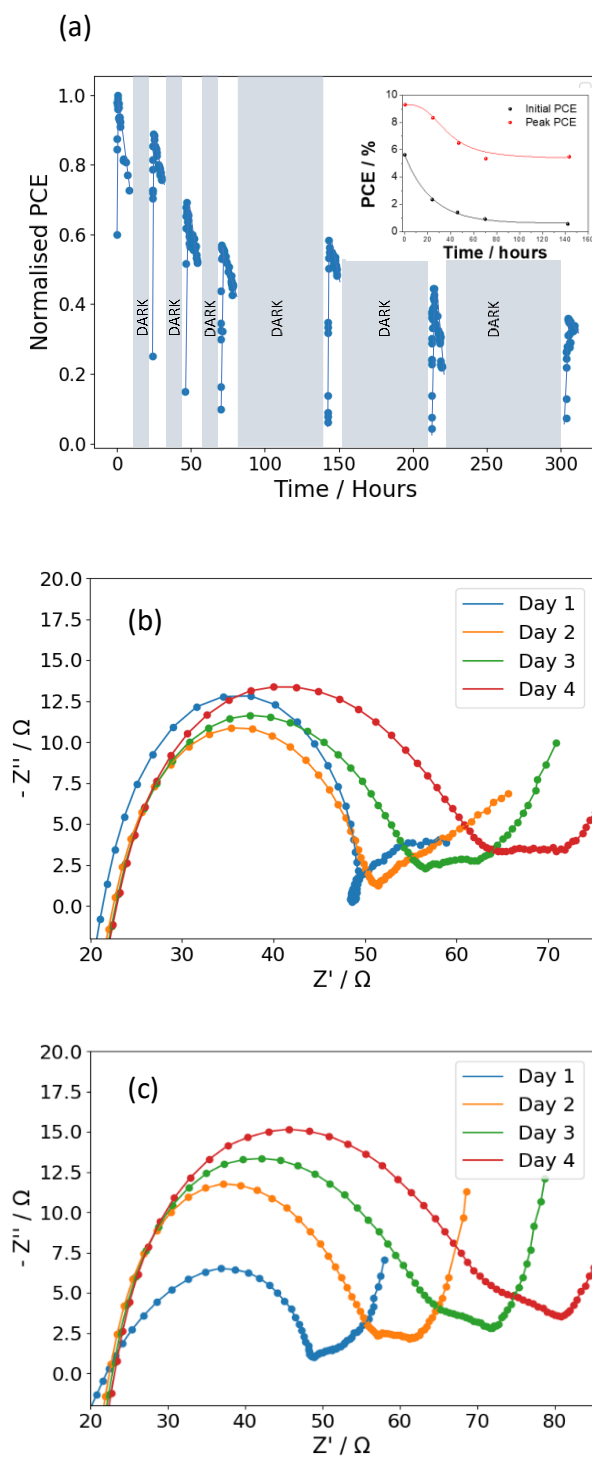 (a)
Normalised PCE
1.0
0.8
0.6
0.4
0.2
0.0
DARK
DARK
DARK
DARK
DARK
DARK
PCE / %
10
8
6
4
2
0
Initial PCE
Peak PCE
0 20 40 60 80 100 120 140 160
Time / hours
0 50 100 150 200 250 300
Time / Hours
(b)
- Z'' / Ω
20.0
17.5
15.0
12.5
10.0
7.5
5.0
2.5
0.0
Day 1
Day 2
Day 3
Day 4
20 30 40 50 60 70
Z' / Ω
(c)
- Z'' / Ω
20.0
17.5
15.0
12.5
10.0
7.5
5.0
2.5
0.0
Day 1
Day 2
Day 3
Day 4
20 30 40 50 60 70 80
Z' / Ω